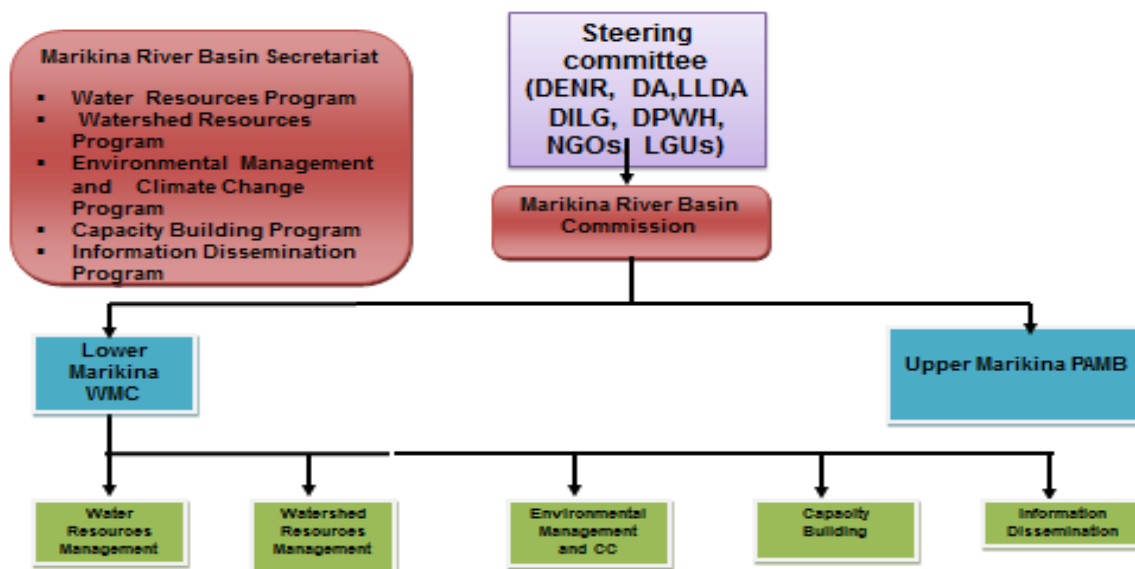 Marikina River Basin Secretariat
▪ Water Resources Program
▪ Watershed Resources
Program
▪ Environmental Management
and Climate Change
Program
▪ Capacity Building Program
▪ Information Dissemination
Program
Steering
committee
(DENR, DA,LLDA
DILG, DPWH,
NGOs, LGUs)
Marikina River Basin
Commission
Lower
Marikina
WMC
Upper Marikina PAMB
Water
Resources
Management
Watershed
Resources
Management
Environmental
Management
and CC
Capacity
Building
Information
Dissemination